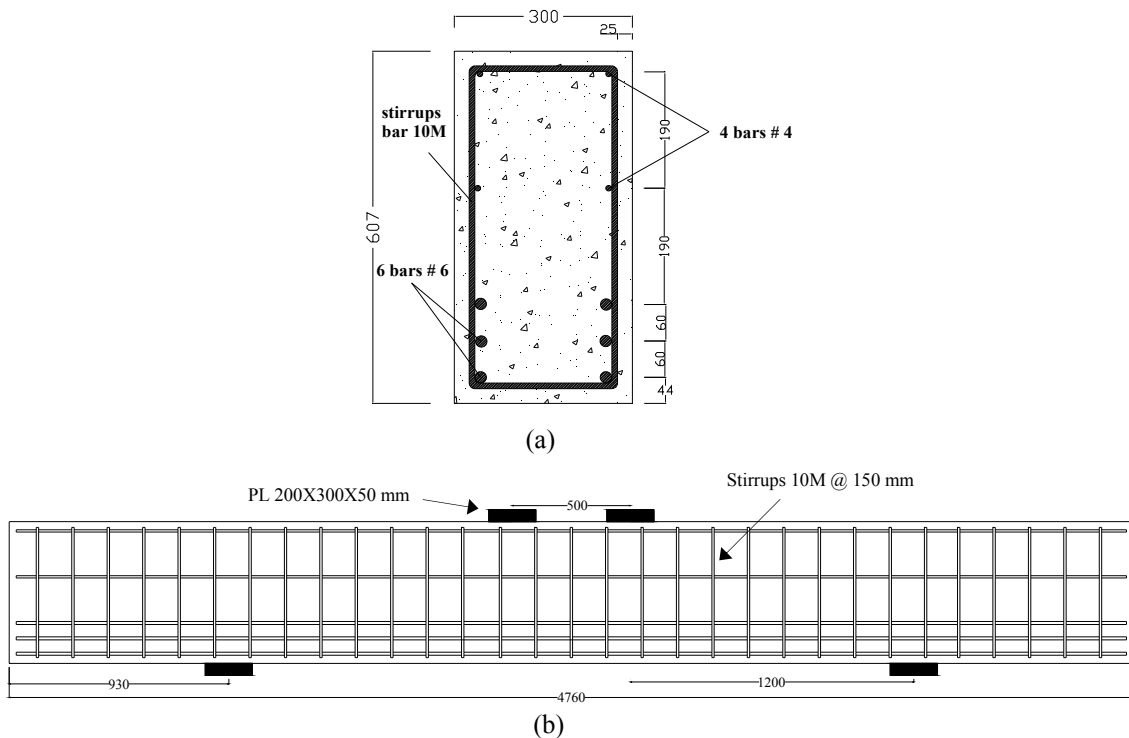 300
25
stirrups
bar 10M
190
4 bars # 4
607
190
6 bars # 6
60
60
44
(a)
PL 200X300X50 mm
500
Stirrups 10M @ 150 mm
930
1200
4760
(b)